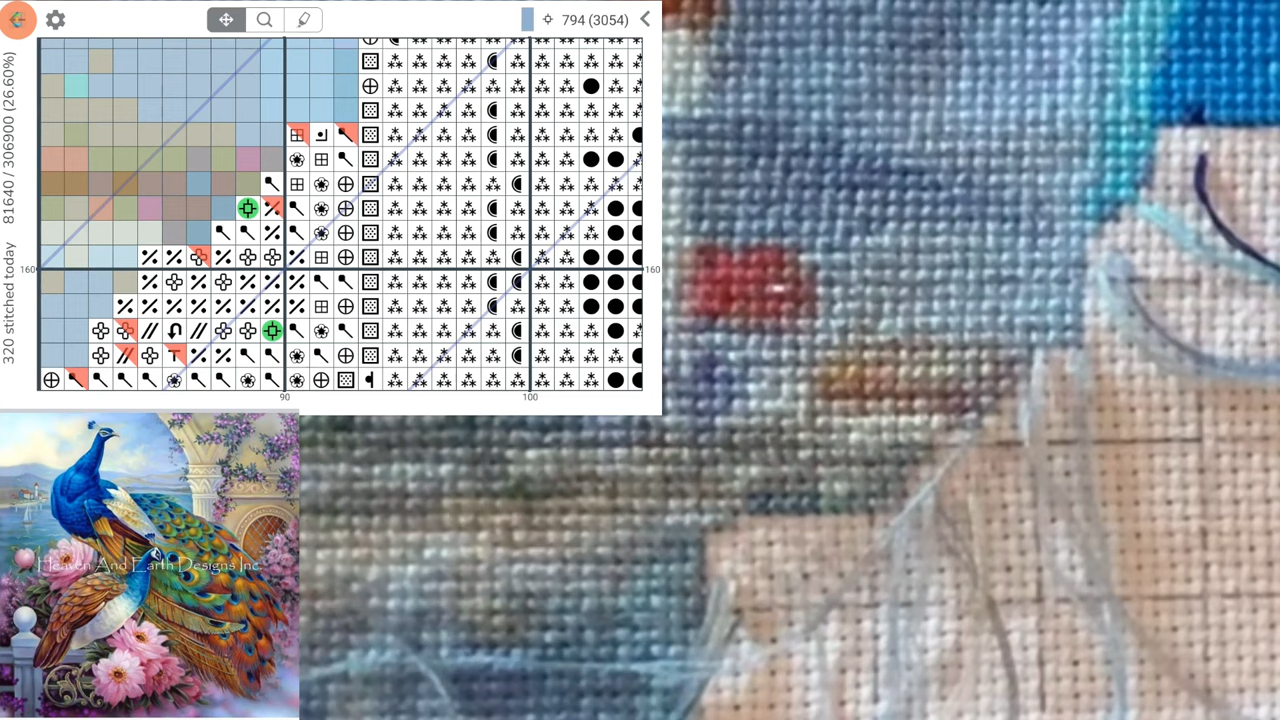 794 (3054)
320 stitched today 81640 / 306900 (26.60%)
160
160
90
100
Heaven And Earth Designs Inc.